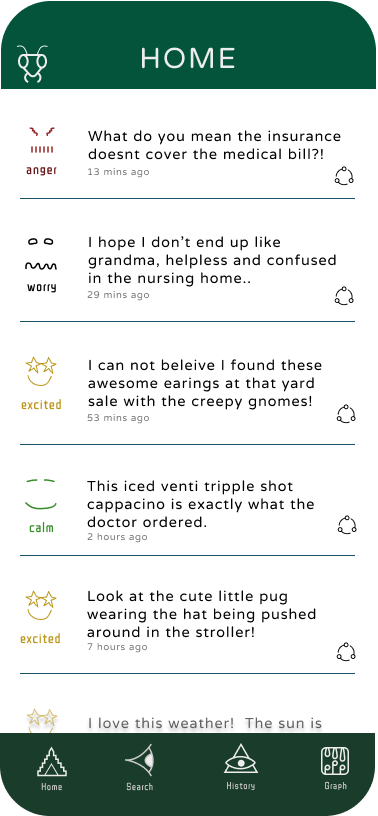 HOME
What do you mean the insurance
doesnt cover the medical bill?!
anger
13 mins ago
I hope I don't end up like
grandma, helpless and confused
in the nursing home..
worry
29 mins ago
I can not beleive I found these
awesome earings at that yard
sale with the creepy gnomes!
excited
53 mins ago
This iced venti tripple shot
cappacino is exactly what the
doctor ordered.
calm
2 hours ago
Look at the cute little pug
wearing the hat being pushed
around in the stroller!
excited
7 hours ago
I love this weather!  The sun is
Home
Search
History
Graph